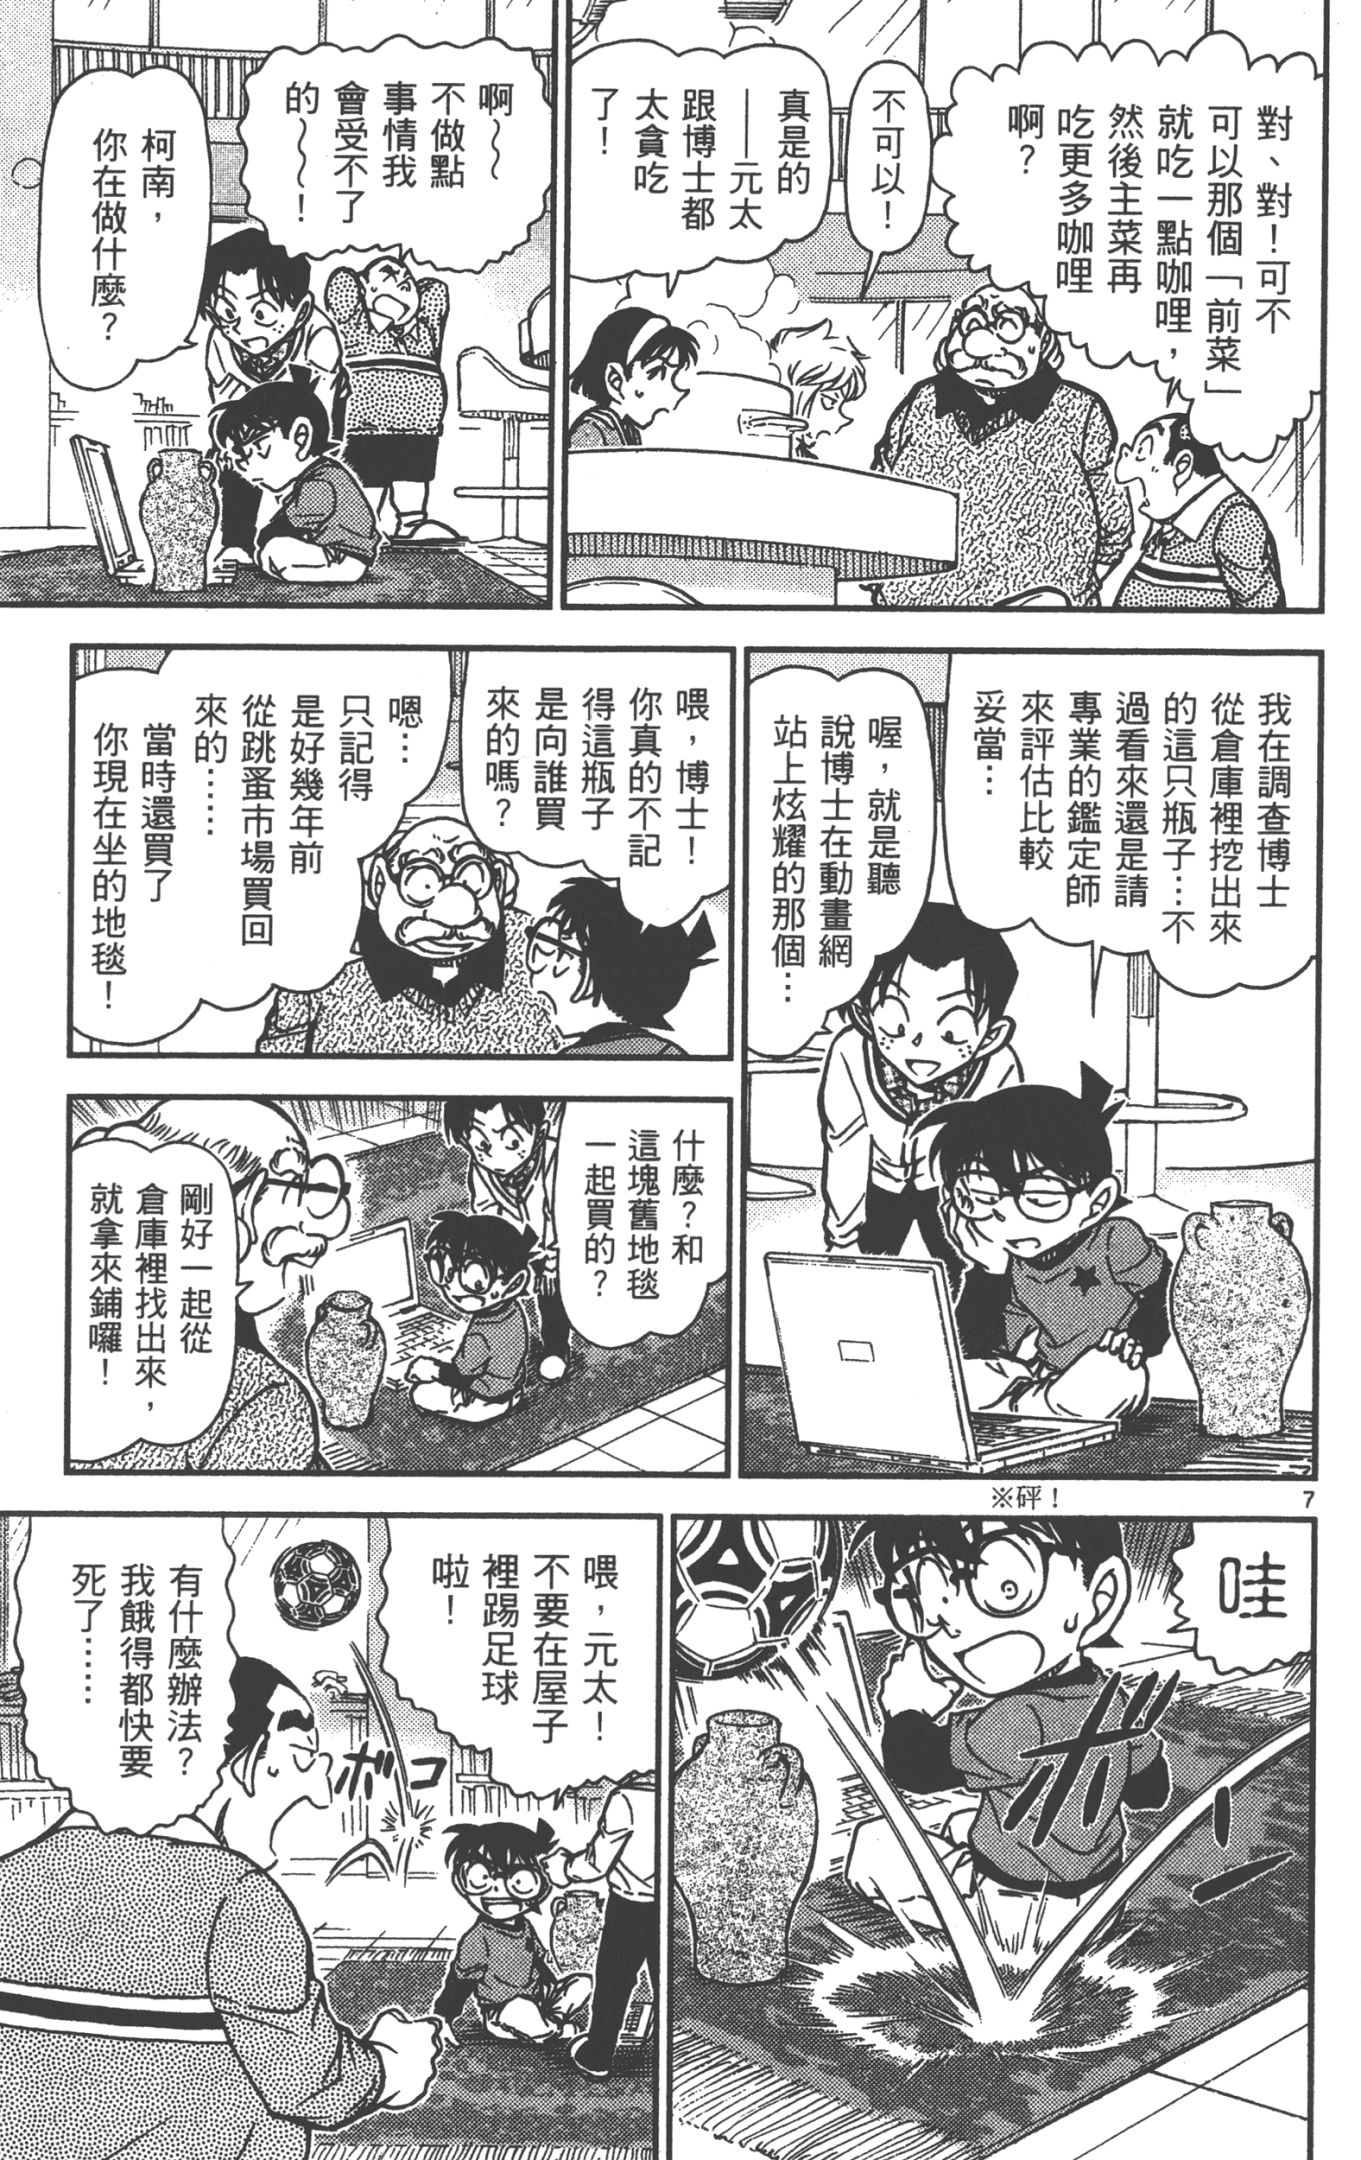 對、對！可不
可以那個「前菜」
就吃一點咖哩，
然後主菜再
吃更多咖哩
啊？
不可以！
真是的
──元太
跟博士都
太貪吃
了！
啊～～
不做點
事情我
會受不了
的～～～！
柯南，
你在做什麼？
我在調查博士
從倉庫裡挖出來
的這只瓶子…不
過看來還是請
專業的鑑定師
來評估比較
妥當…
喔，就是聽
說博士在動畫網
站上炫耀的那個…
喂，博士！
你真的不記
得這瓶子
是向誰買
來的嗎？
嗯…
只記得
是好幾年前
從跳蚤市場買回
來的……
當時還買了
你現在坐的地毯！
什麼？和
這塊舊地毯
一起買的？
剛好一起從
倉庫裡找出來，
就拿來鋪囉！
※砰！
7
哇
ガン
喂，元太！
不要在屋子
裡踢足球
啦！
ボコ
有什麼辦法？
我餓得都快要
死了……